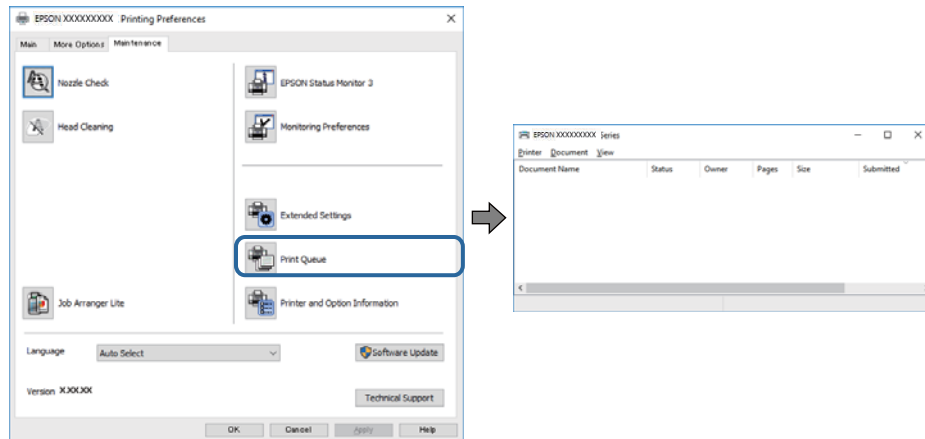 EPSON XXXXXXXXX Printing Preferences
Main More Options Maintenance
Nozzle Check
Head Cleaning
Job Arranger Lite
EPSON Status Monitor 3
Monitoring Preferences
Extended Settings
Print Queue
Printer and Option Information
Language Auto Select
Software Update
Version X.XX.XX
Technical Support
OK Cancel Apply Help
EPSON XXXXXXXXX Series
Printer Document View
Document Name Status Owner Pages Size Submitted